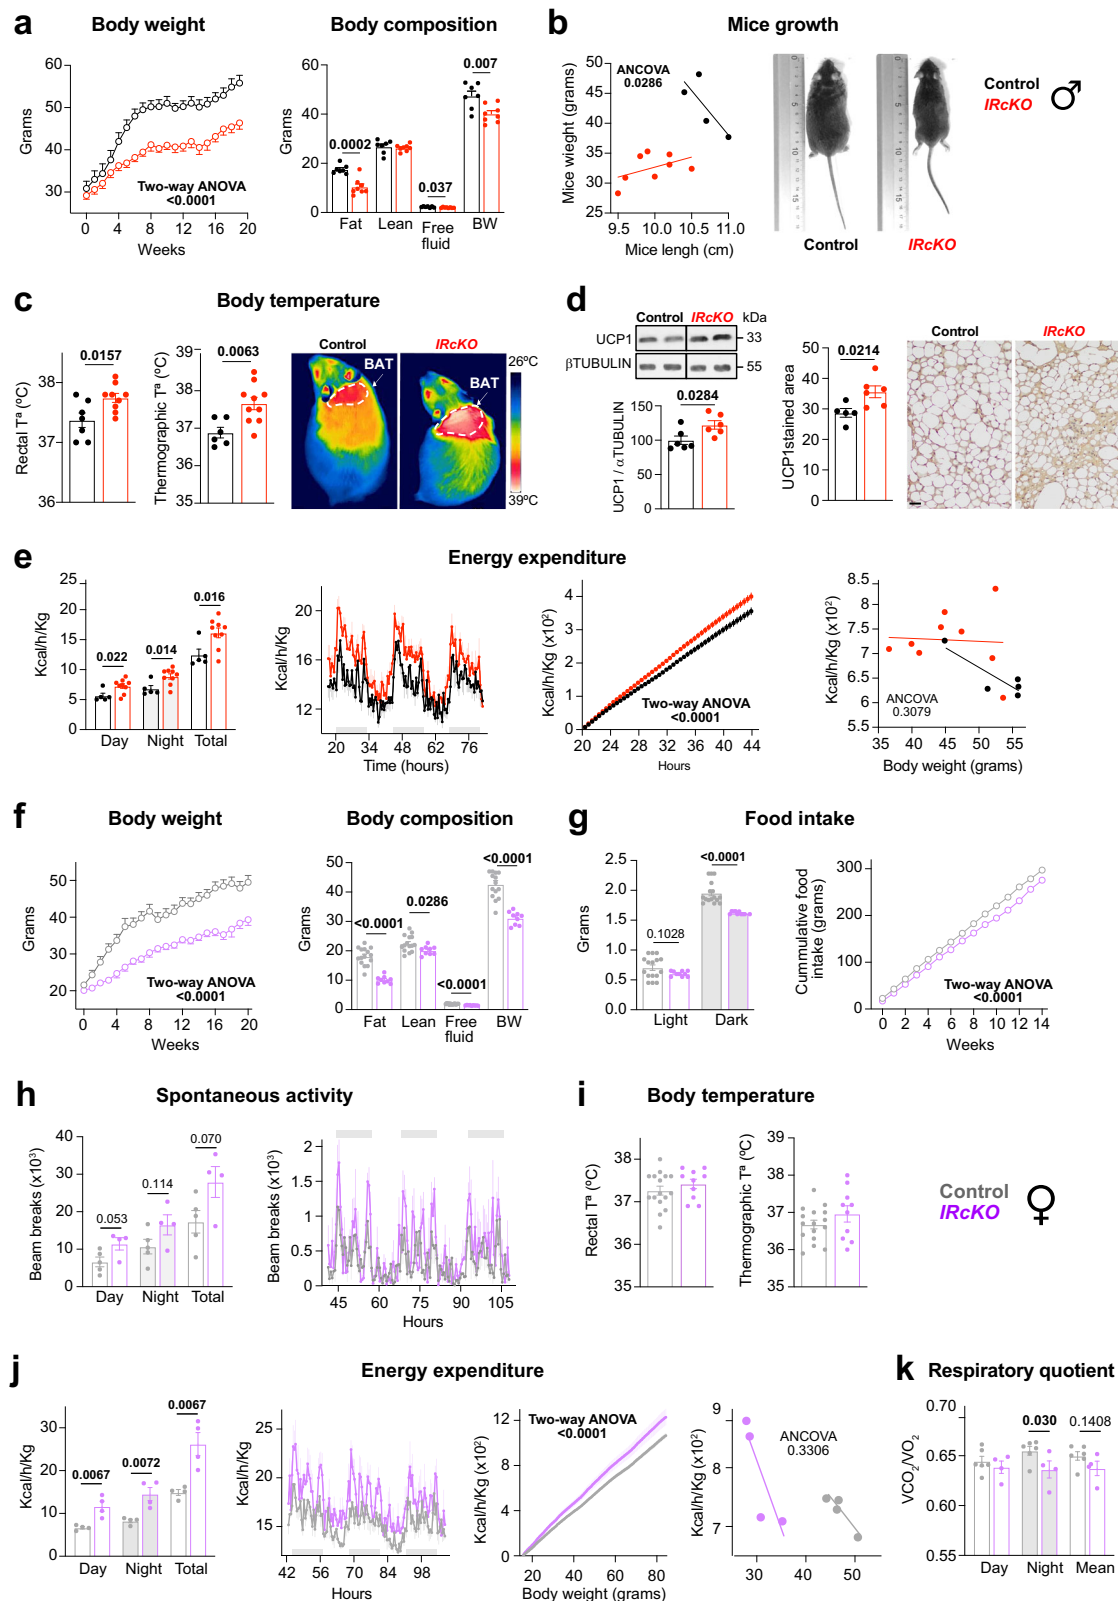 a
Body weight
Grams
60
50
40
30
0
4
8
12
16
20
Weeks
Two-way ANOVA
<0.0001
Body composition
Grams
60
40
20
0
0.0002
0.037
0.007
Fat
Lean
Free
fluid
BW
b
Mice growth
Mice wieght (grams)
50
45
40
35
30
25
ANCOVA
0.0286
9.5
10.0
10.5
11.0
Mice lengh (cm)
Control
IRcKO
Control
IRcKO
♂
c
Body temperature
Rectal Tª (ºC)
38
37
36
0.0157
Thermographic Tª (ºC)
39
38
37
36
35
0.0063
Control
IRcKO
BAT
BAT
26ºC
39ºC
d
Control
IRcKO
kDa
UCP1
33
βTUBULIN
55
UCP1 / αTUBULIN
150
100
50
0
0.0284
UCP1stained area
50
40
30
20
10
0
0.0214
Control
IRcKO
e
Energy expenditure
Kcal/h/Kg
25
20
15
10
5
0
0.022
0.014
0.016
Day
Night
Total
Kcal/h/Kg
20
18
16
14
12
20
34
48
62
76
Time (hours)
Kcal/h/Kg (x10²)
4
3
2
1
0
Two-way ANOVA
<0.0001
20
24
28
32
36
40
44
Hours
Kcal/h/Kg (x10²)
8.5
8
7.5
7
6.5
6
ANCOVA
0.3079
35
40
45
50
55
Body weight (grams)
f
Body weight
Grams
50
40
30
20
Two-way ANOVA
<0.0001
0
4
8
12
16
20
Weeks
Body composition
Grams
50
40
30
20
10
0
<0.0001
0.0286
<0.0001
<0.0001
Fat
Lean
Free
fluid
BW
g
Food intake
Grams
2.5
2.0
1.5
1.0
0.5
0.0
0.1028
<0.0001
Light
Dark
Cummulative food
intake (grams)
300
200
100
0
Two-way ANOVA
<0.0001
0
2
4
6
8
10
12
14
Weeks
h
Spontaneous activity
Beam breaks (x10³)
40
30
20
10
0
0.053
0.114
0.070
Day
Night
Total
Beam breaks (x10³)
2
1.5
1
0.5
0
45
60
75
90
105
Hours
i
Body temperature
Rectal Tª (ºC)
38
37
36
35
Thermographic Tª (ºC)
39
38
37
36
35
Control
IRcKO
♀
j
Energy expenditure
Kcal/h/Kg
30
20
10
0
0.0067
0.0072
0.0067
Day
Night
Total
Kcal/h/Kg
25
20
15
42
56
70
84
98
Hours
Kcal/h/Kg (x10²)
12
8
4
0
Two-way ANOVA
<0.0001
20
40
60
80
Body weight (grams)
Kcal/h/Kg (x10²)
9
8
7
ANCOVA
0.3306
30
40
50
k
Respiratory quotient
VCO₂/VO₂
0.70
0.65
0.60
0.55
0.030
0.1408
Day
Night
Mean